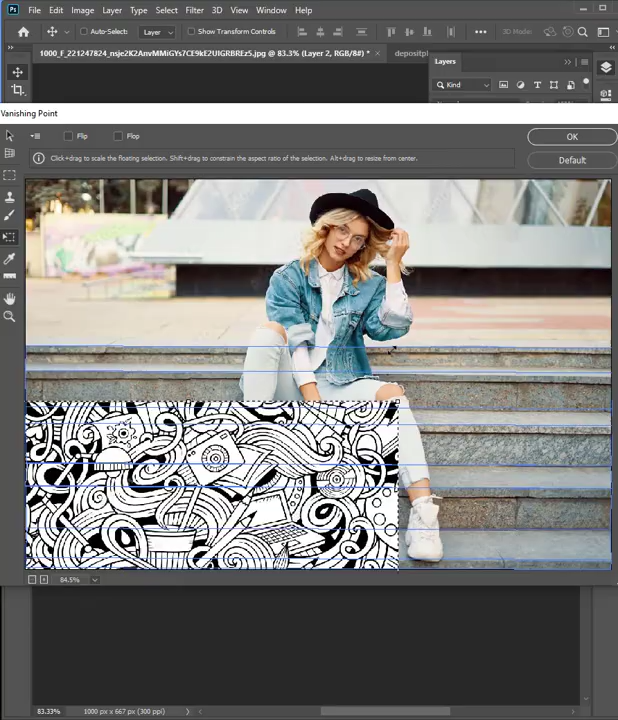 Ps File Edit Image Layer Type Select Filter 3D View Window Help
Auto-Select: Layer Show Transform Controls 3D Mode:
1000_F_221247824_nsje2K2AnvMMiGYs7CE9kE2UIGRBREz5.jpg @ 83.3% (Layer 2, RGB/8#) * × depositpl
Layers
Kind
Vanishing Point
Flip Flop OK
Click+drag to scale the floating selection. Shift+drag to constrain the aspect ratio of the selection. Alt+drag to resize from center. Default
84.5%
83.33% 1000 px x 667 px (300 ppi)